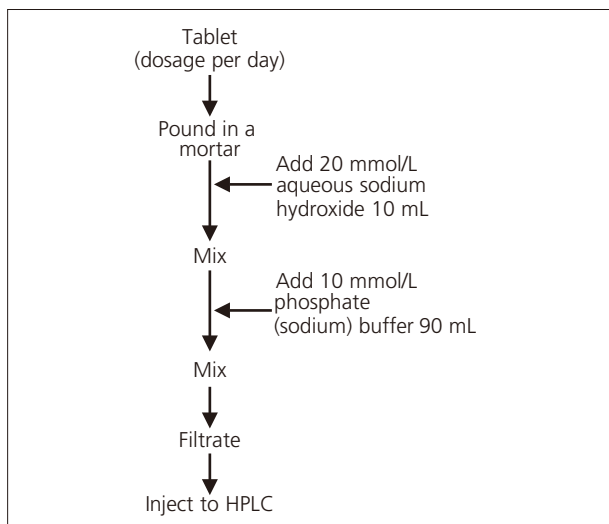 Tablet
(dosage per day)
Pound in a
mortar
Add 20 mmol/L
aqueous sodium
hydroxide 10 mL
Mix
Add 10 mmol/L
phosphate
(sodium) buffer 90 mL
Mix
Filtrate
Inject to HPLC